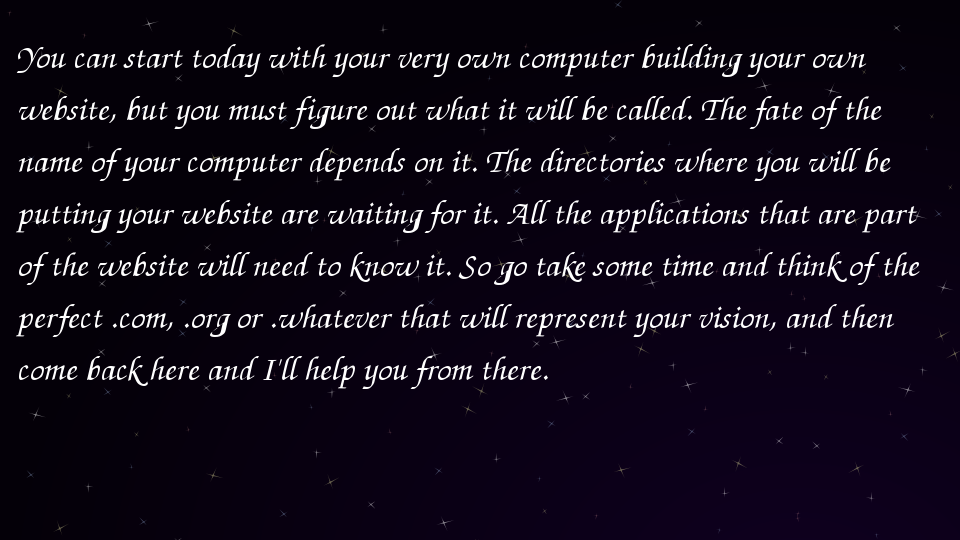 You can start today with your very own computer building your own
website, but you must figure out what it will be called. The fate of the
name of your computer depends on it. The directories where you will be
putting your website are waiting for it. All the applications that are part
of the website will need to know it. So go take some time and think of the
perfect .com, .org or .whatever that will represent your vision, and then
come back here and I'll help you from there.